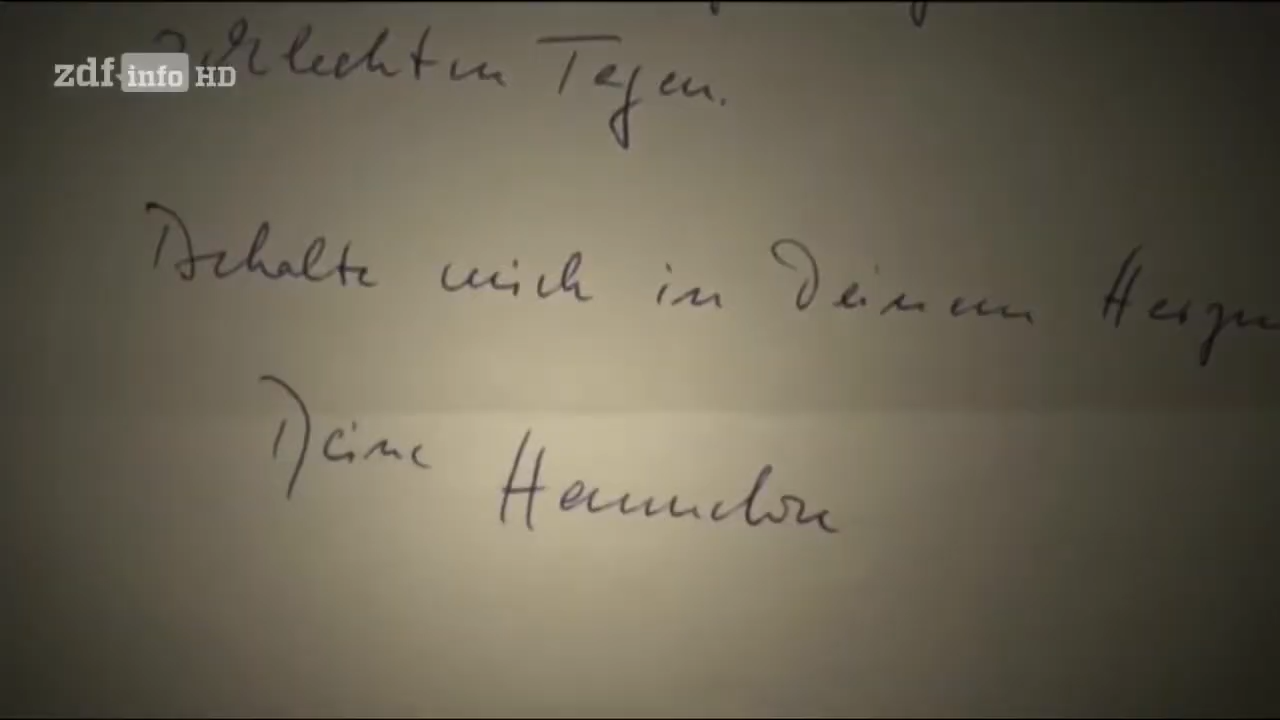 zdf info HD
schlechten Tagen.
Behalte mich in Deinem Herzen
Deine Hannelore